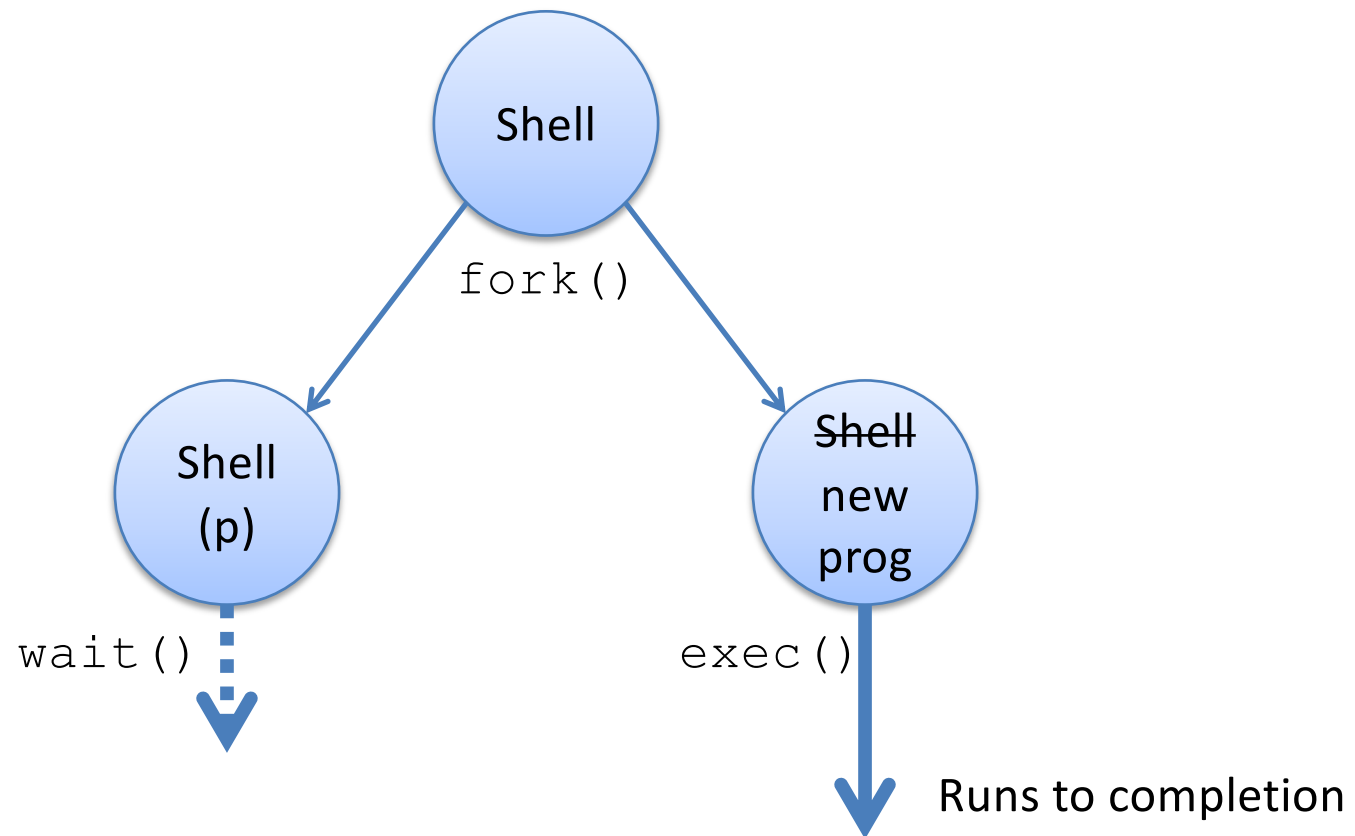 Shell
fork()
Shell
(p)
Shell
new
prog
wait()
exec()
Runs to completion